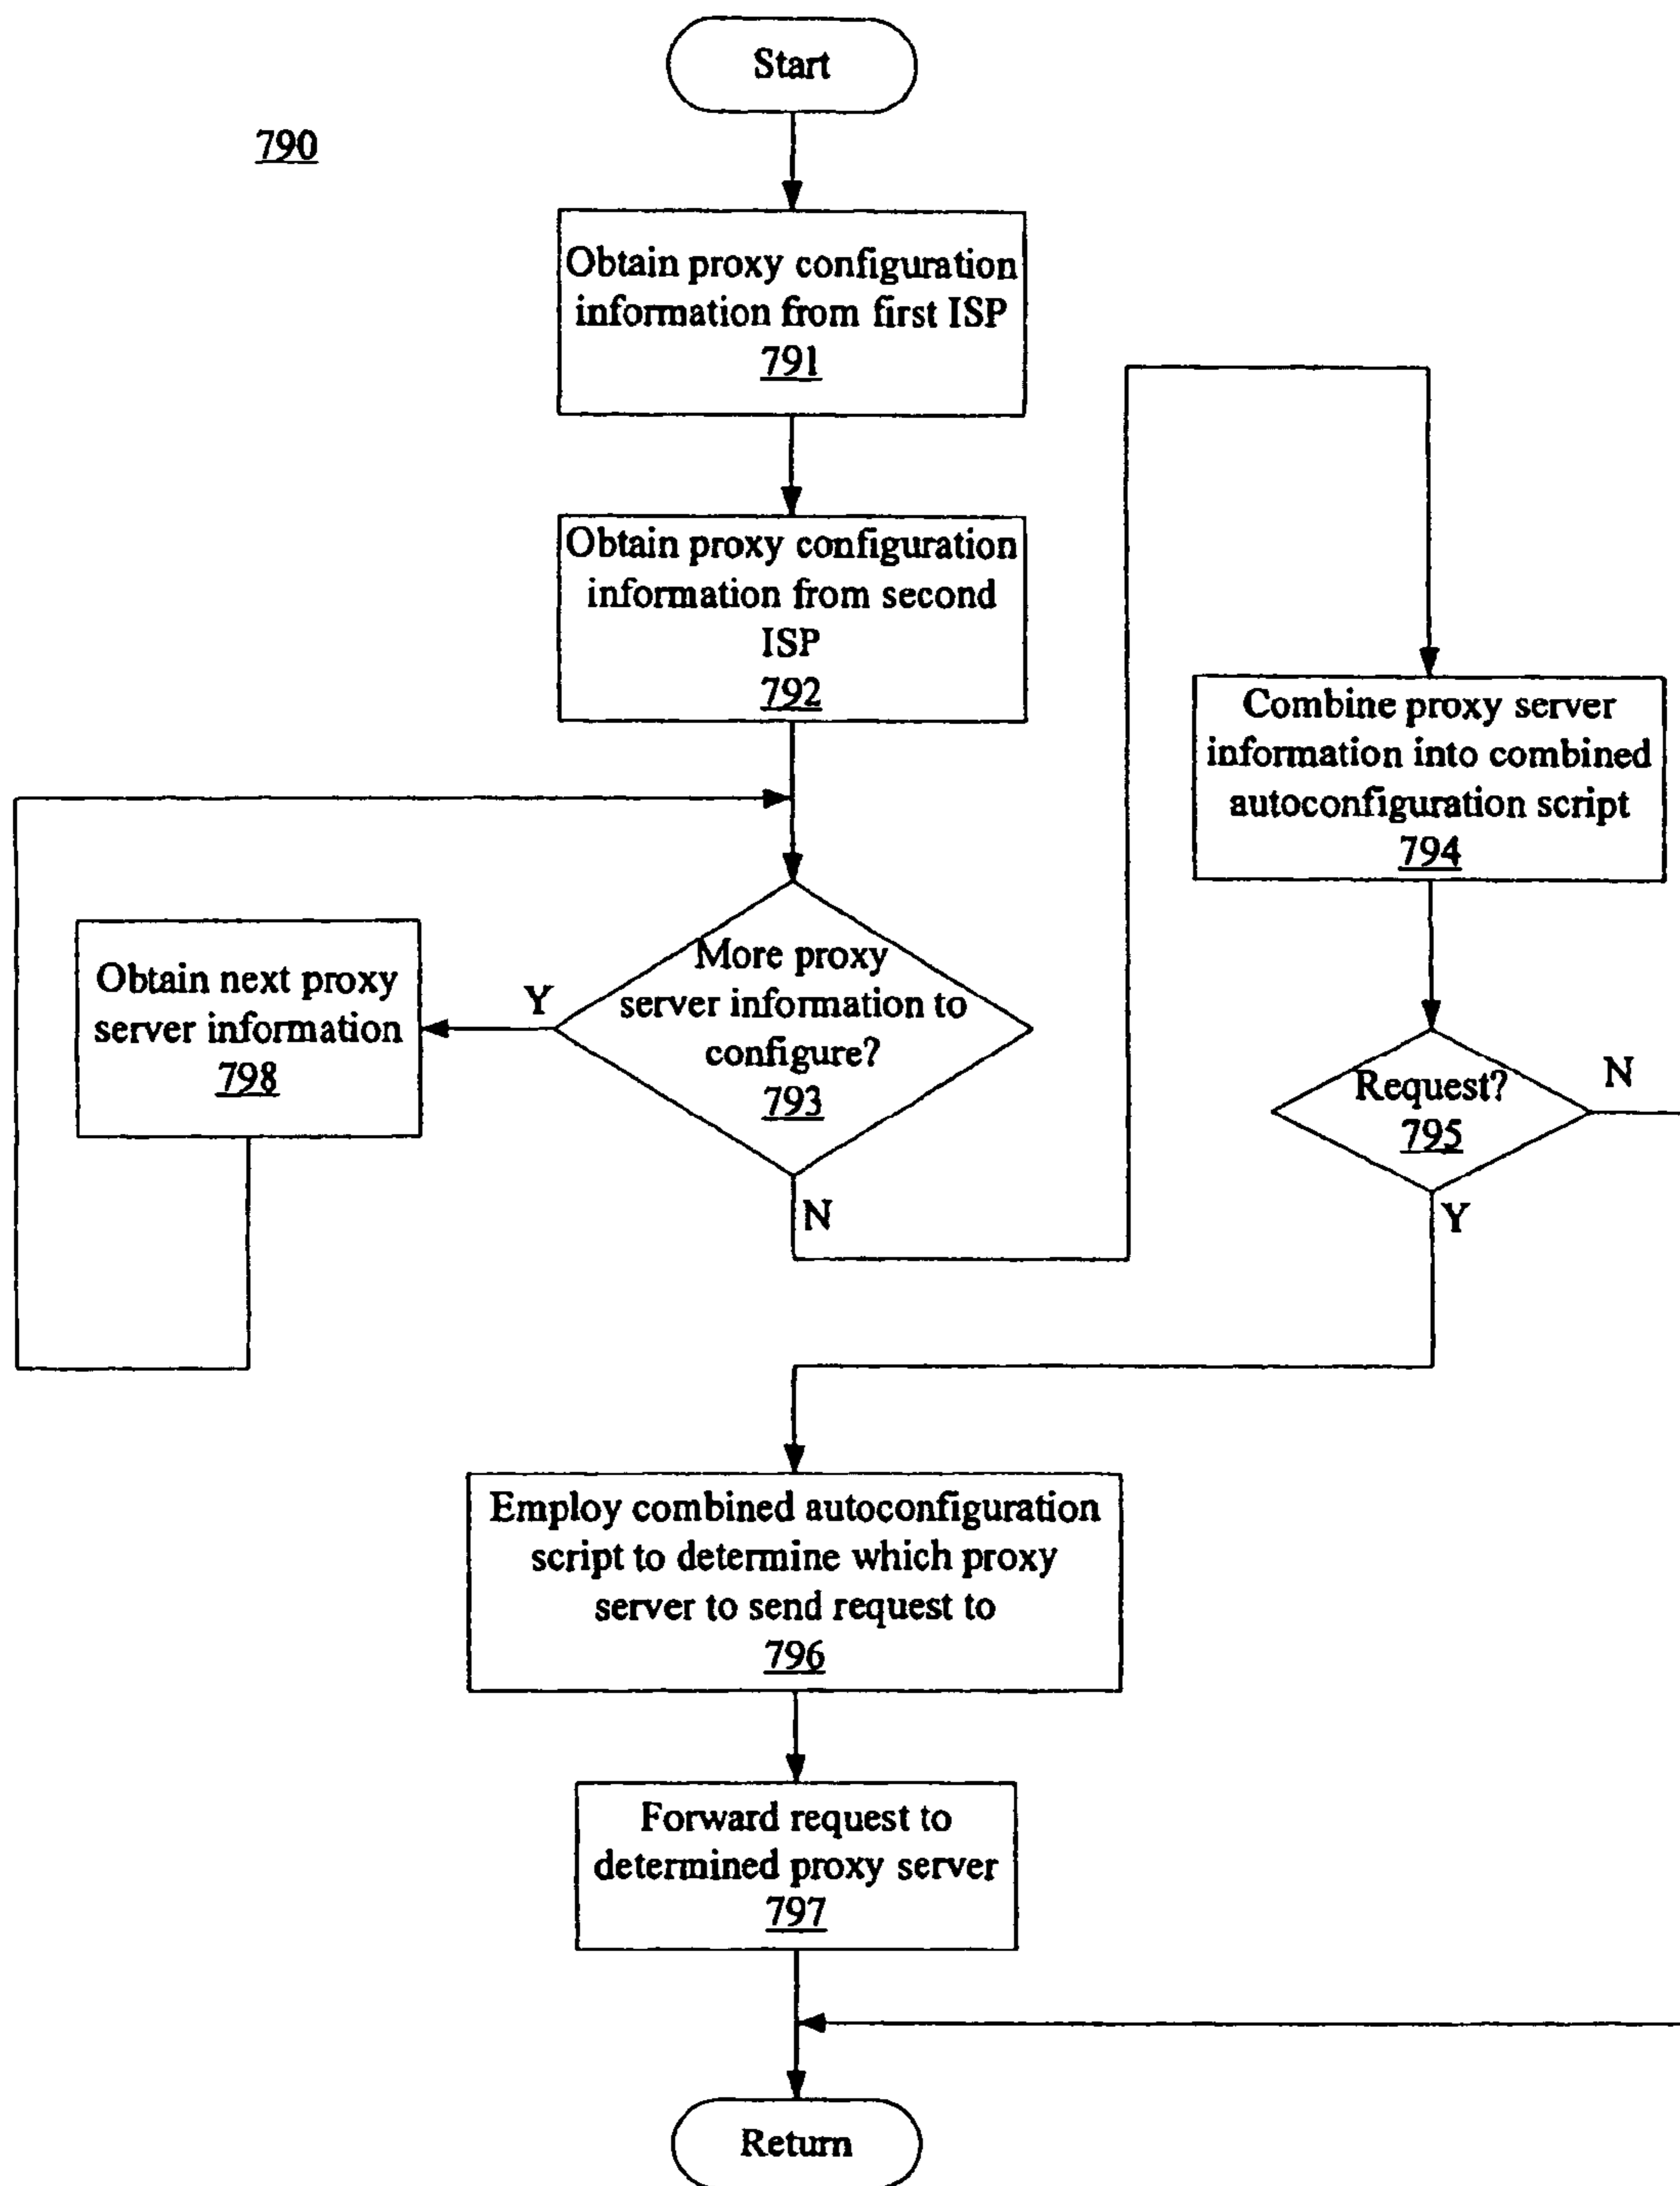 Start
790
Obtain proxy configuration
information from first ISP
791
Obtain proxy configuration
information from second
ISP
792
More proxy
server information to
configure?
793
Y
N
Obtain next proxy
server information
798
Combine proxy server
information into combined
autoconfiguration script
794
Request?
795
N
Y
Employ combined autoconfiguration
script to determine which proxy
server to send request to
796
Forward request to
determined proxy server
797
Return